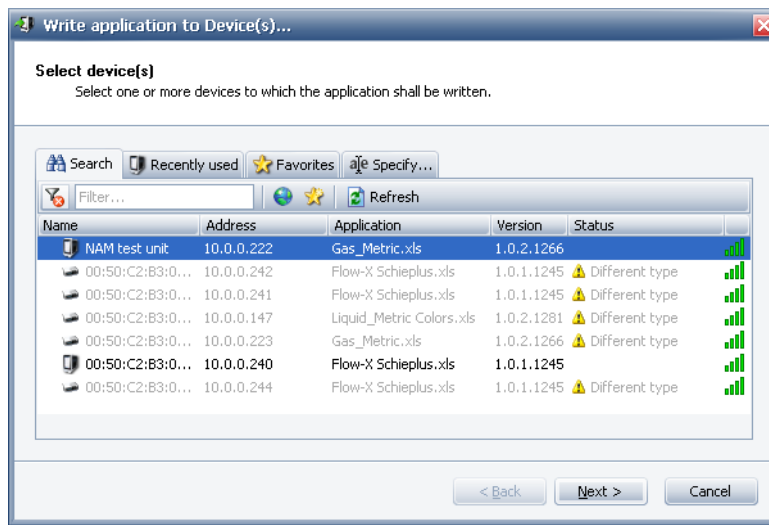 Write application to Device(s)...
Select device(s)
Select one or more devices to which the application shall be written.
Search Recently used Favorites a/e Specify...
Filter... Refresh
Name Address Application Version Status
NAM test unit 10.0.0.222 Gas_Metric.xls 1.0.2.1266
00:50:C2:B3:0... 10.0.0.242 Flow-X Schieplus.xls 1.0.1.1245 Different type
00:50:C2:B3:0... 10.0.0.241 Flow-X Schieplus.xls 1.0.1.1245 Different type
00:50:C2:B3:0... 10.0.0.147 Liquid_Metric Colors.xls 1.0.2.1281 Different type
00:50:C2:B3:0... 10.0.0.223 Gas_Metric.xls 1.0.2.1266 Different type
00:50:C2:B3:0... 10.0.0.240 Flow-X Schieplus.xls 1.0.1.1245
00:50:C2:B3:0... 10.0.0.244 Flow-X Schieplus.xls 1.0.1.1245 Different type
< Back Next > Cancel